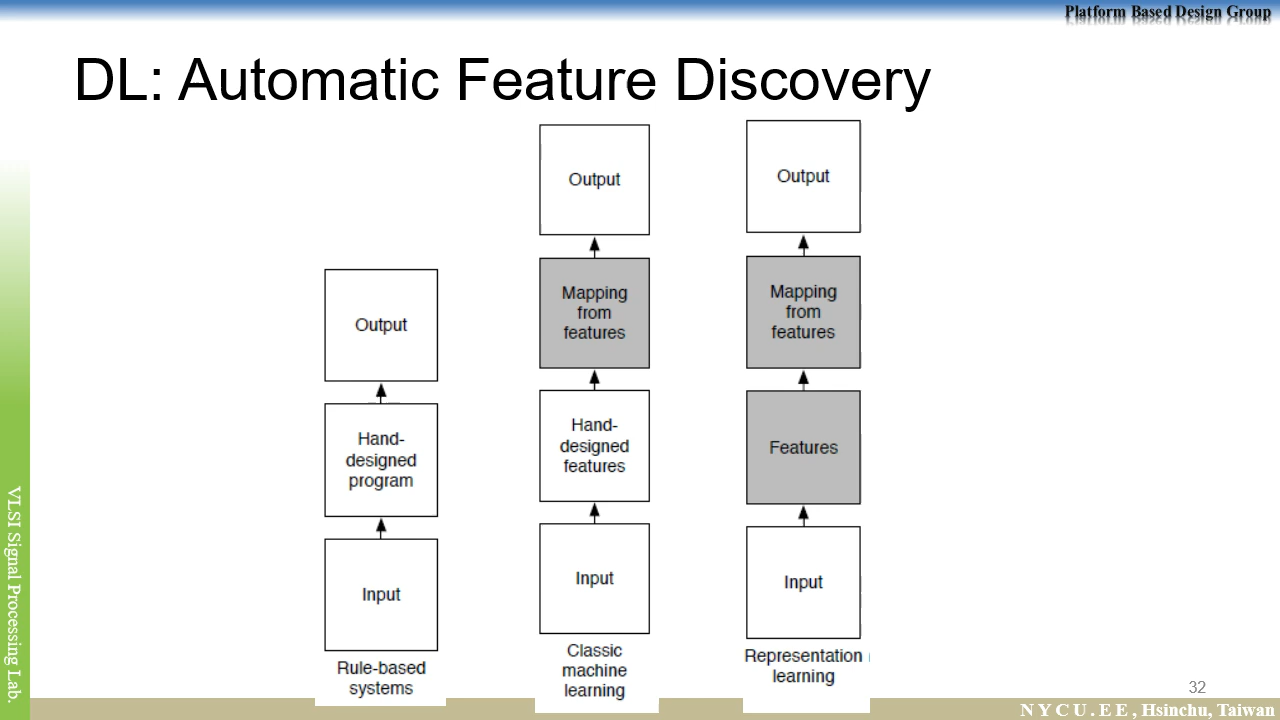 Platform Based Design Group
DL: Automatic Feature Discovery
Output
Hand-
designed
program
Input
Rule-based
systems
Output
Mapping
from
features
Hand-
designed
features
Input
Classic
machine
learning
Output
Mapping
from
features
Features
Input
Representation
learning
VLSI Signal Processing Lab.
32
NYCU.EE, Hsinchu, Taiwan